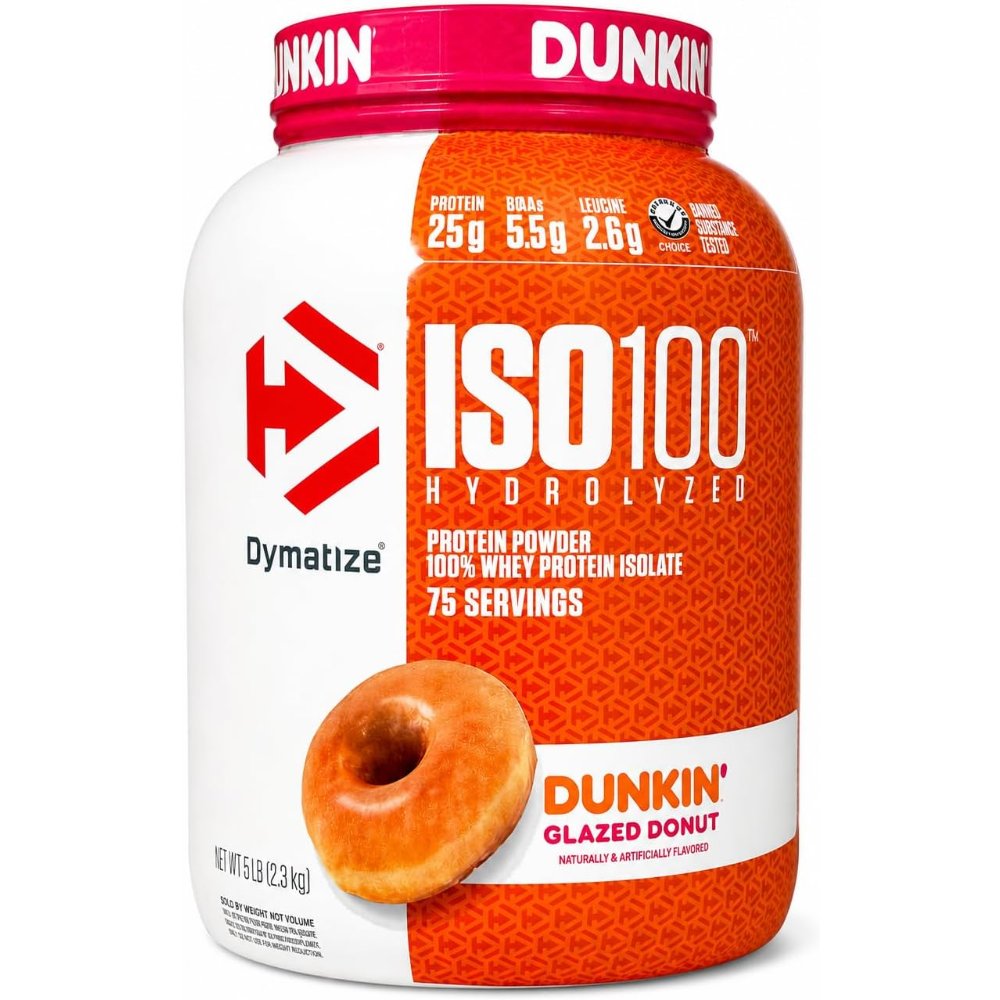 DUNKIN'
DUNKIN'
PROTEIN
25g
BCAAs
5.5g
LEUCINE
2.6g
CHOICE
BANNED
SUBSTANCE
TESTED
ISO100™
HYDROLYZED
PROTEIN POWDER
100% WHEY PROTEIN ISOLATE
75 SERVINGS
Dymatize®
DUNKIN'
GLAZED DONUT
NATURALLY & ARTIFICIALLY FLAVORED
NET WT 5 LB (2.3 kg)
SOLD BY WEIGHT NOT VOLUME